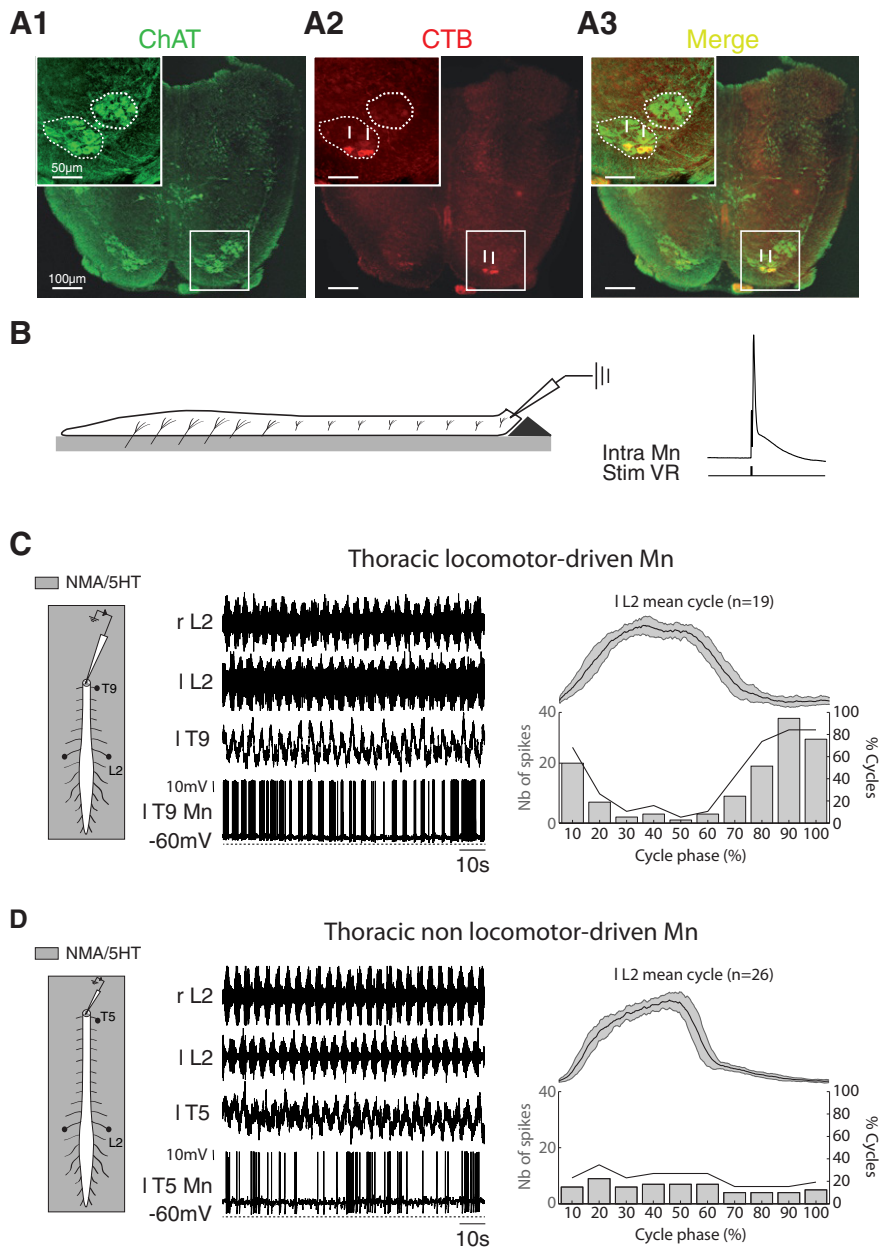 A1
ChAT
A2
CTB
A3
Merge
50µm
100µm
B
Intra Mn
Stim VR
C
Thoracic locomotor-driven Mn
NMA/5HT
T9
L2
r L2
l L2
l T9
10mV
l T9 Mn
-60mV
10s
l L2 mean cycle (n=19)
Nb of spikes
40
20
0
100
80
60
40
20
0
% Cycles
10 20 30 40 50 60 70 80 90 100
Cycle phase (%)
D
Thoracic non locomotor-driven Mn
NMA/5HT
T5
L2
r L2
l L2
l T5
10mV
l T5 Mn
-60mV
10s
l L2 mean cycle (n=26)
Nb of spikes
40
20
0
100
80
60
40
20
0
% Cycles
10 20 30 40 50 60 70 80 90 100
Cycle phase (%)